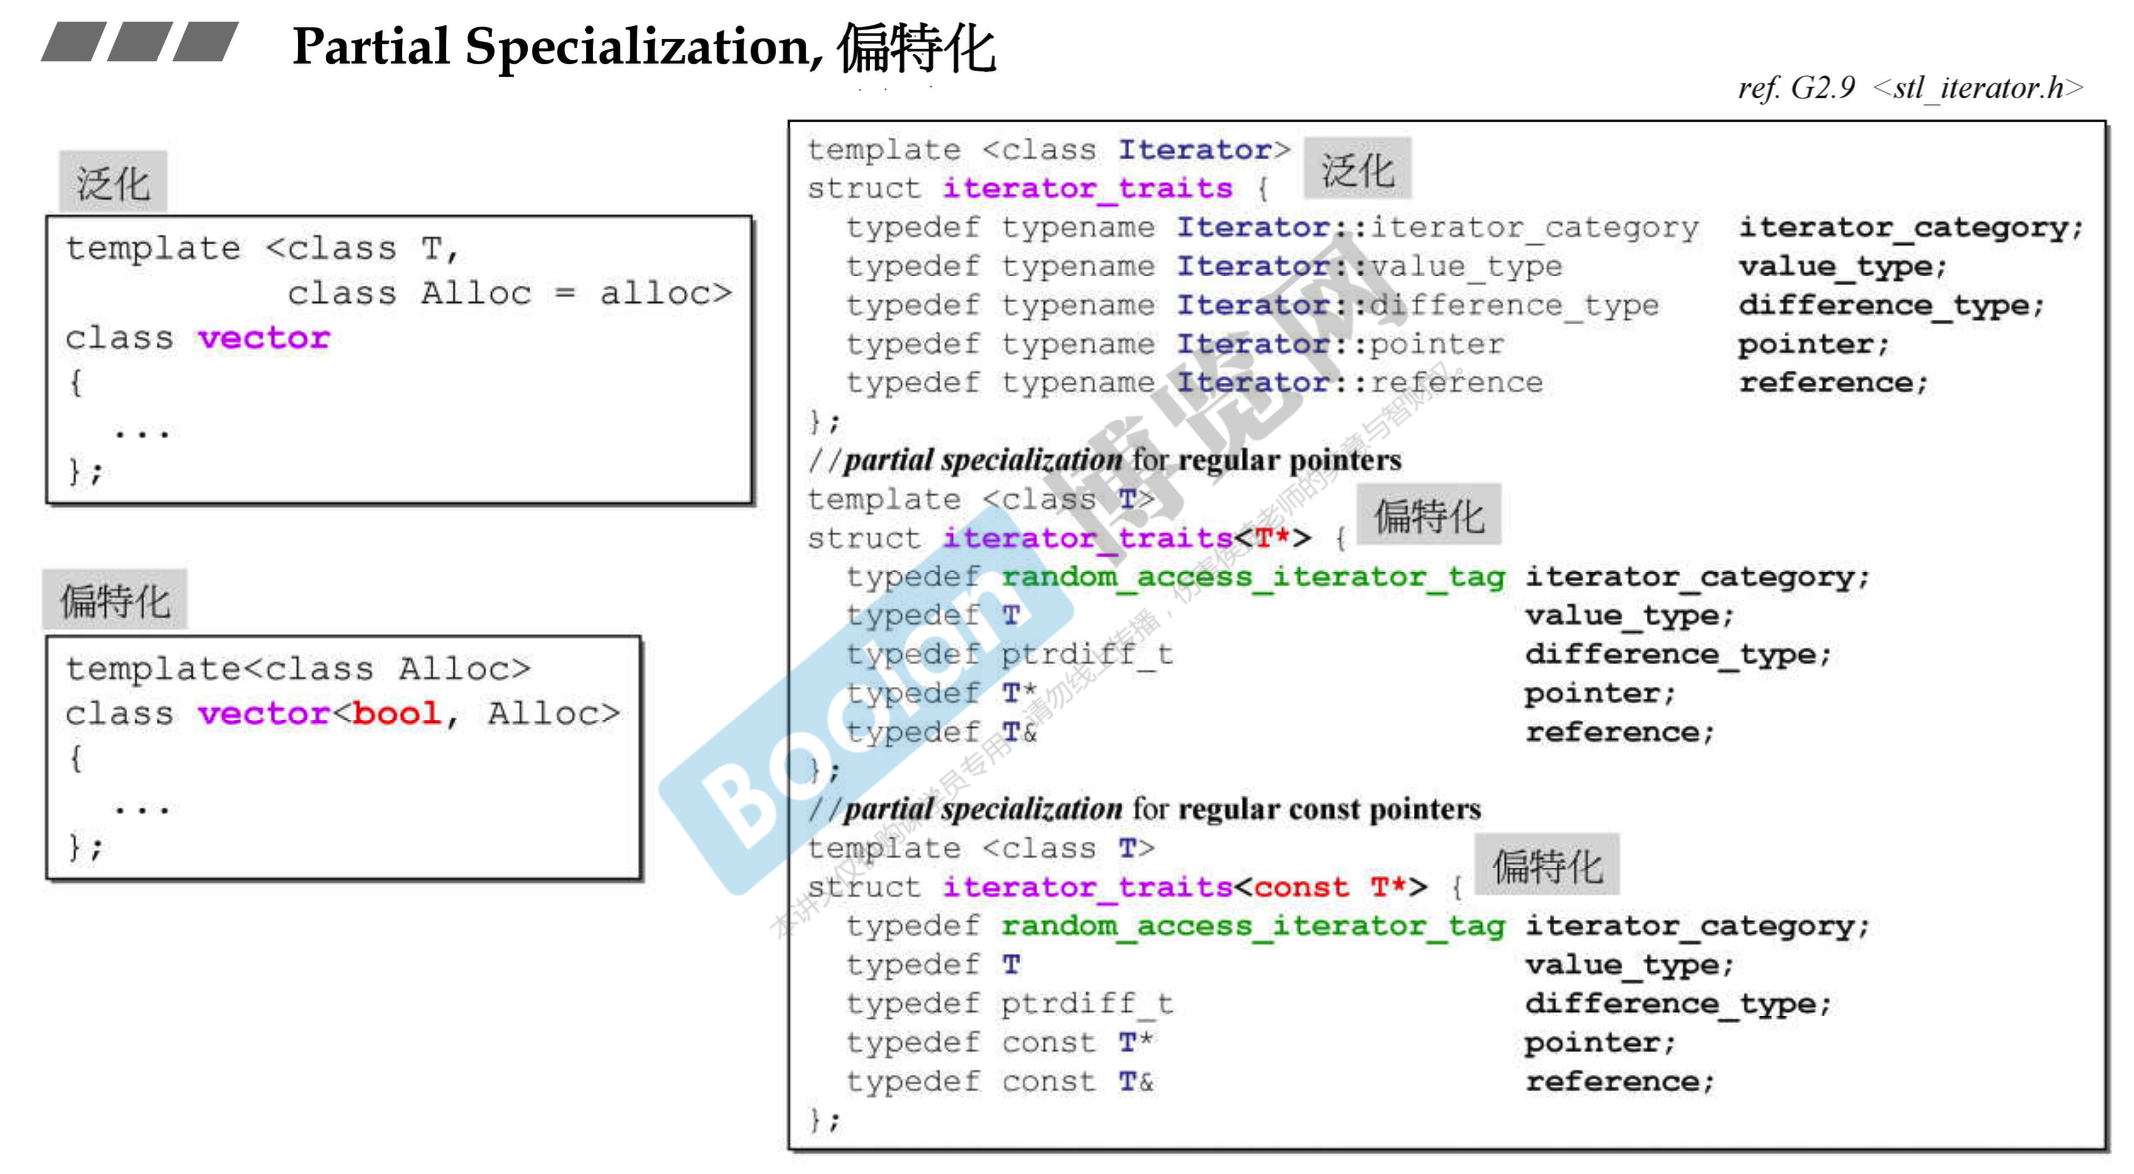 Partial Specialization, 偏特化
ref. G2.9 <stl_iterator.h>
泛化
template <class T,
class Alloc = alloc>
class vector
{
...
};
偏特化
template<class Alloc>
class vector<bool, Alloc>
{
...
};
template <class Iterator>
泛化
struct iterator_traits {
typedef typename Iterator::iterator_category iterator_category;
typedef typename Iterator::value_type value_type;
typedef typename Iterator::difference_type difference_type;
typedef typename Iterator::pointer pointer;
typedef typename Iterator::reference reference;
};
//partial specialization for regular pointers
template <class T>
偏特化
struct iterator_traits<T*> {
typedef random_access_iterator_tag iterator_category;
typedef T value_type;
typedef ptrdiff_t difference_type;
typedef T* pointer;
typedef T& reference;
};
//partial specialization for regular const pointers
template <class T>
偏特化
struct iterator_traits<const T*> {
typedef random_access_iterator_tag iterator_category;
typedef T value_type;
typedef ptrdiff_t difference_type;
typedef const T* pointer;
typedef const T& reference;
};
Boolan 博览网